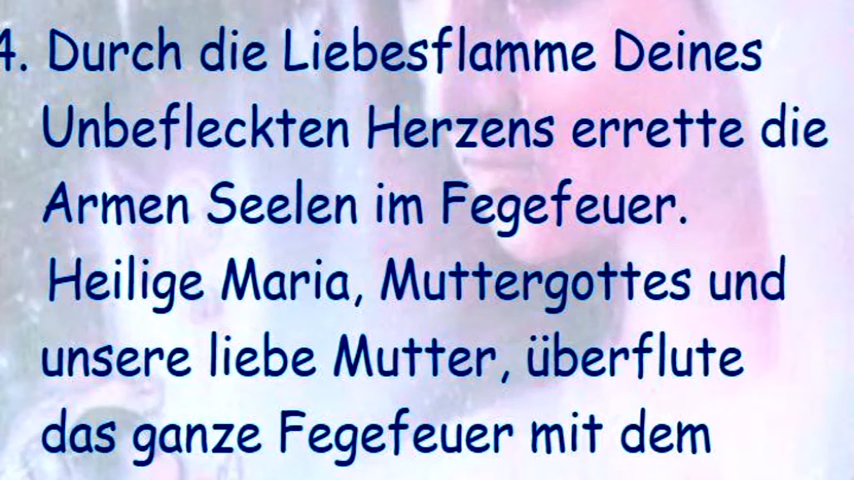 4. Durch die Liebesflamme Deines
Unbefleckten Herzens errette die
Armen Seelen im Fegefeuer.
Heilige Maria, Muttergottes und
unsere liebe Mutter, überflute
das ganze Fegefeuer mit dem